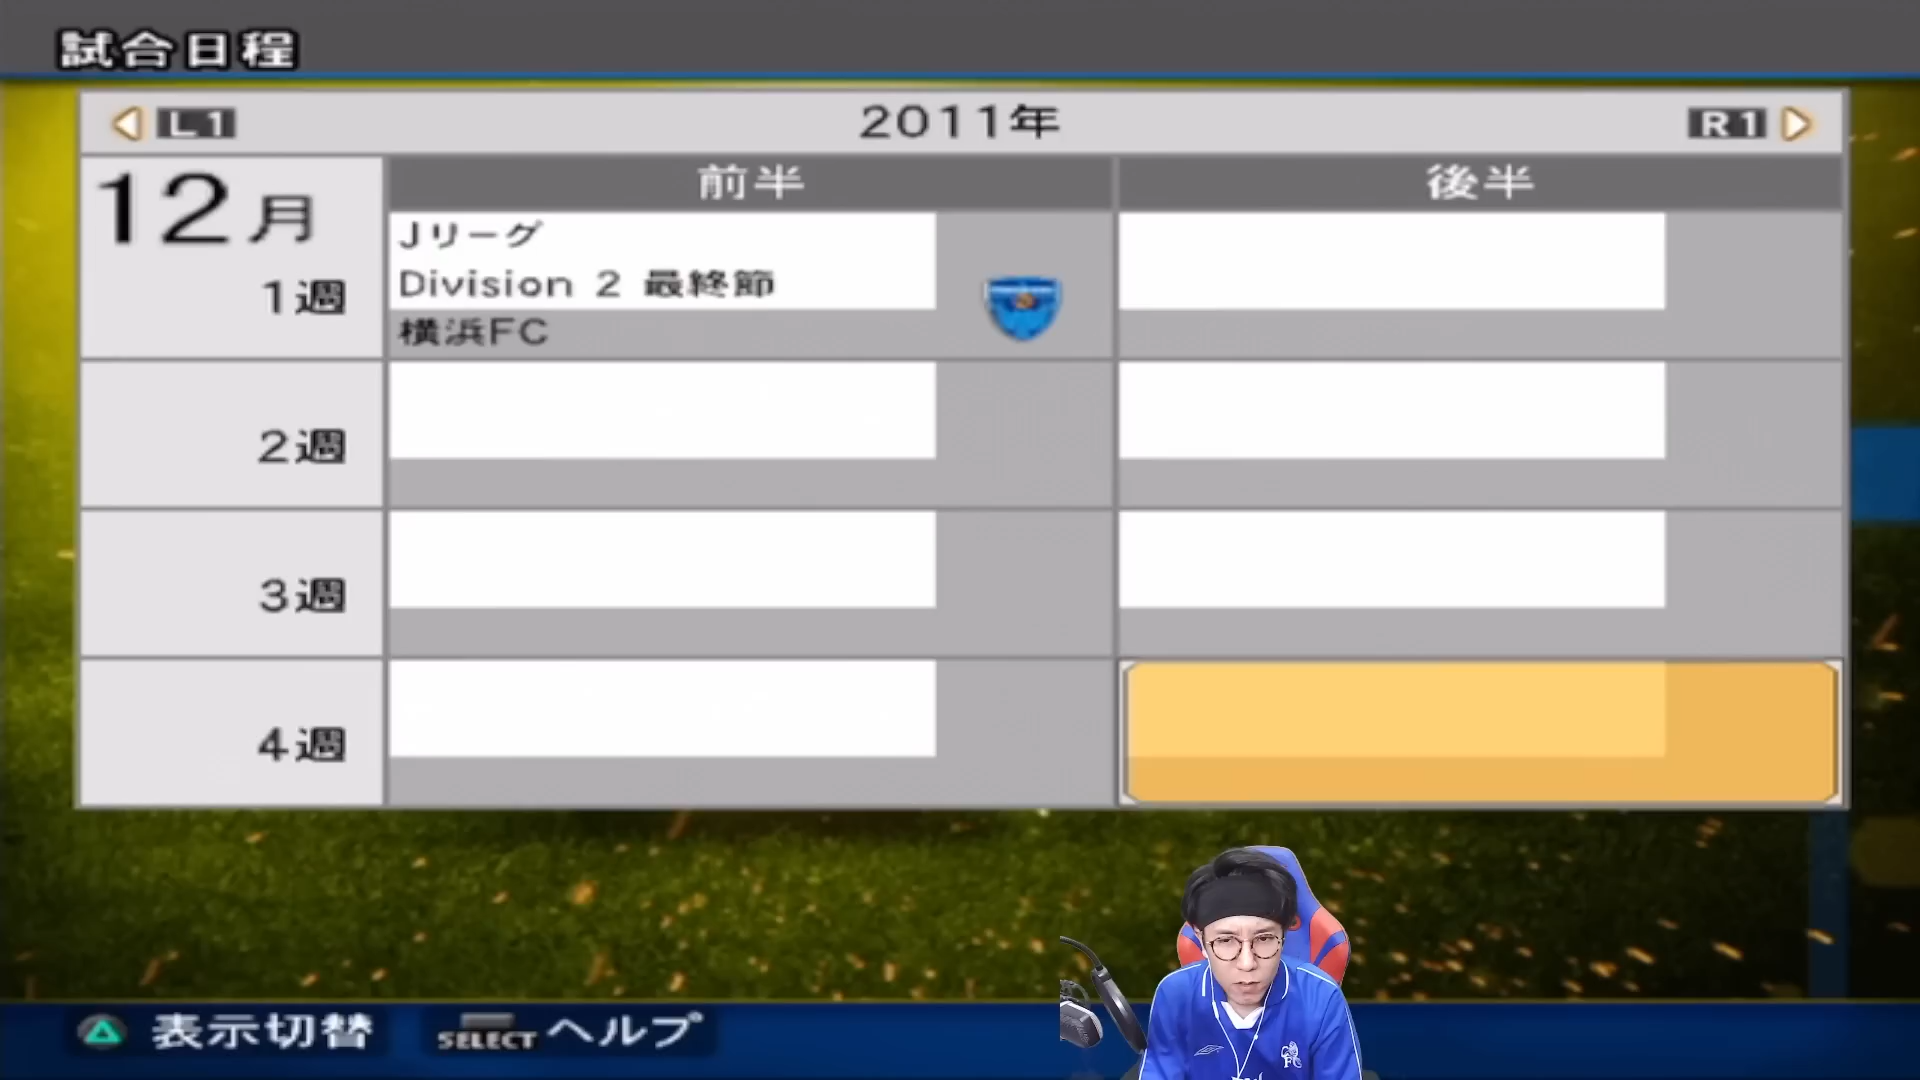 試合日程
L1
2011年
R1
12月
前半
後半
1週
Jリーグ
Division 2 最終節
横浜FC
2週
3週
4週
表示切替
SELECT ヘルプ